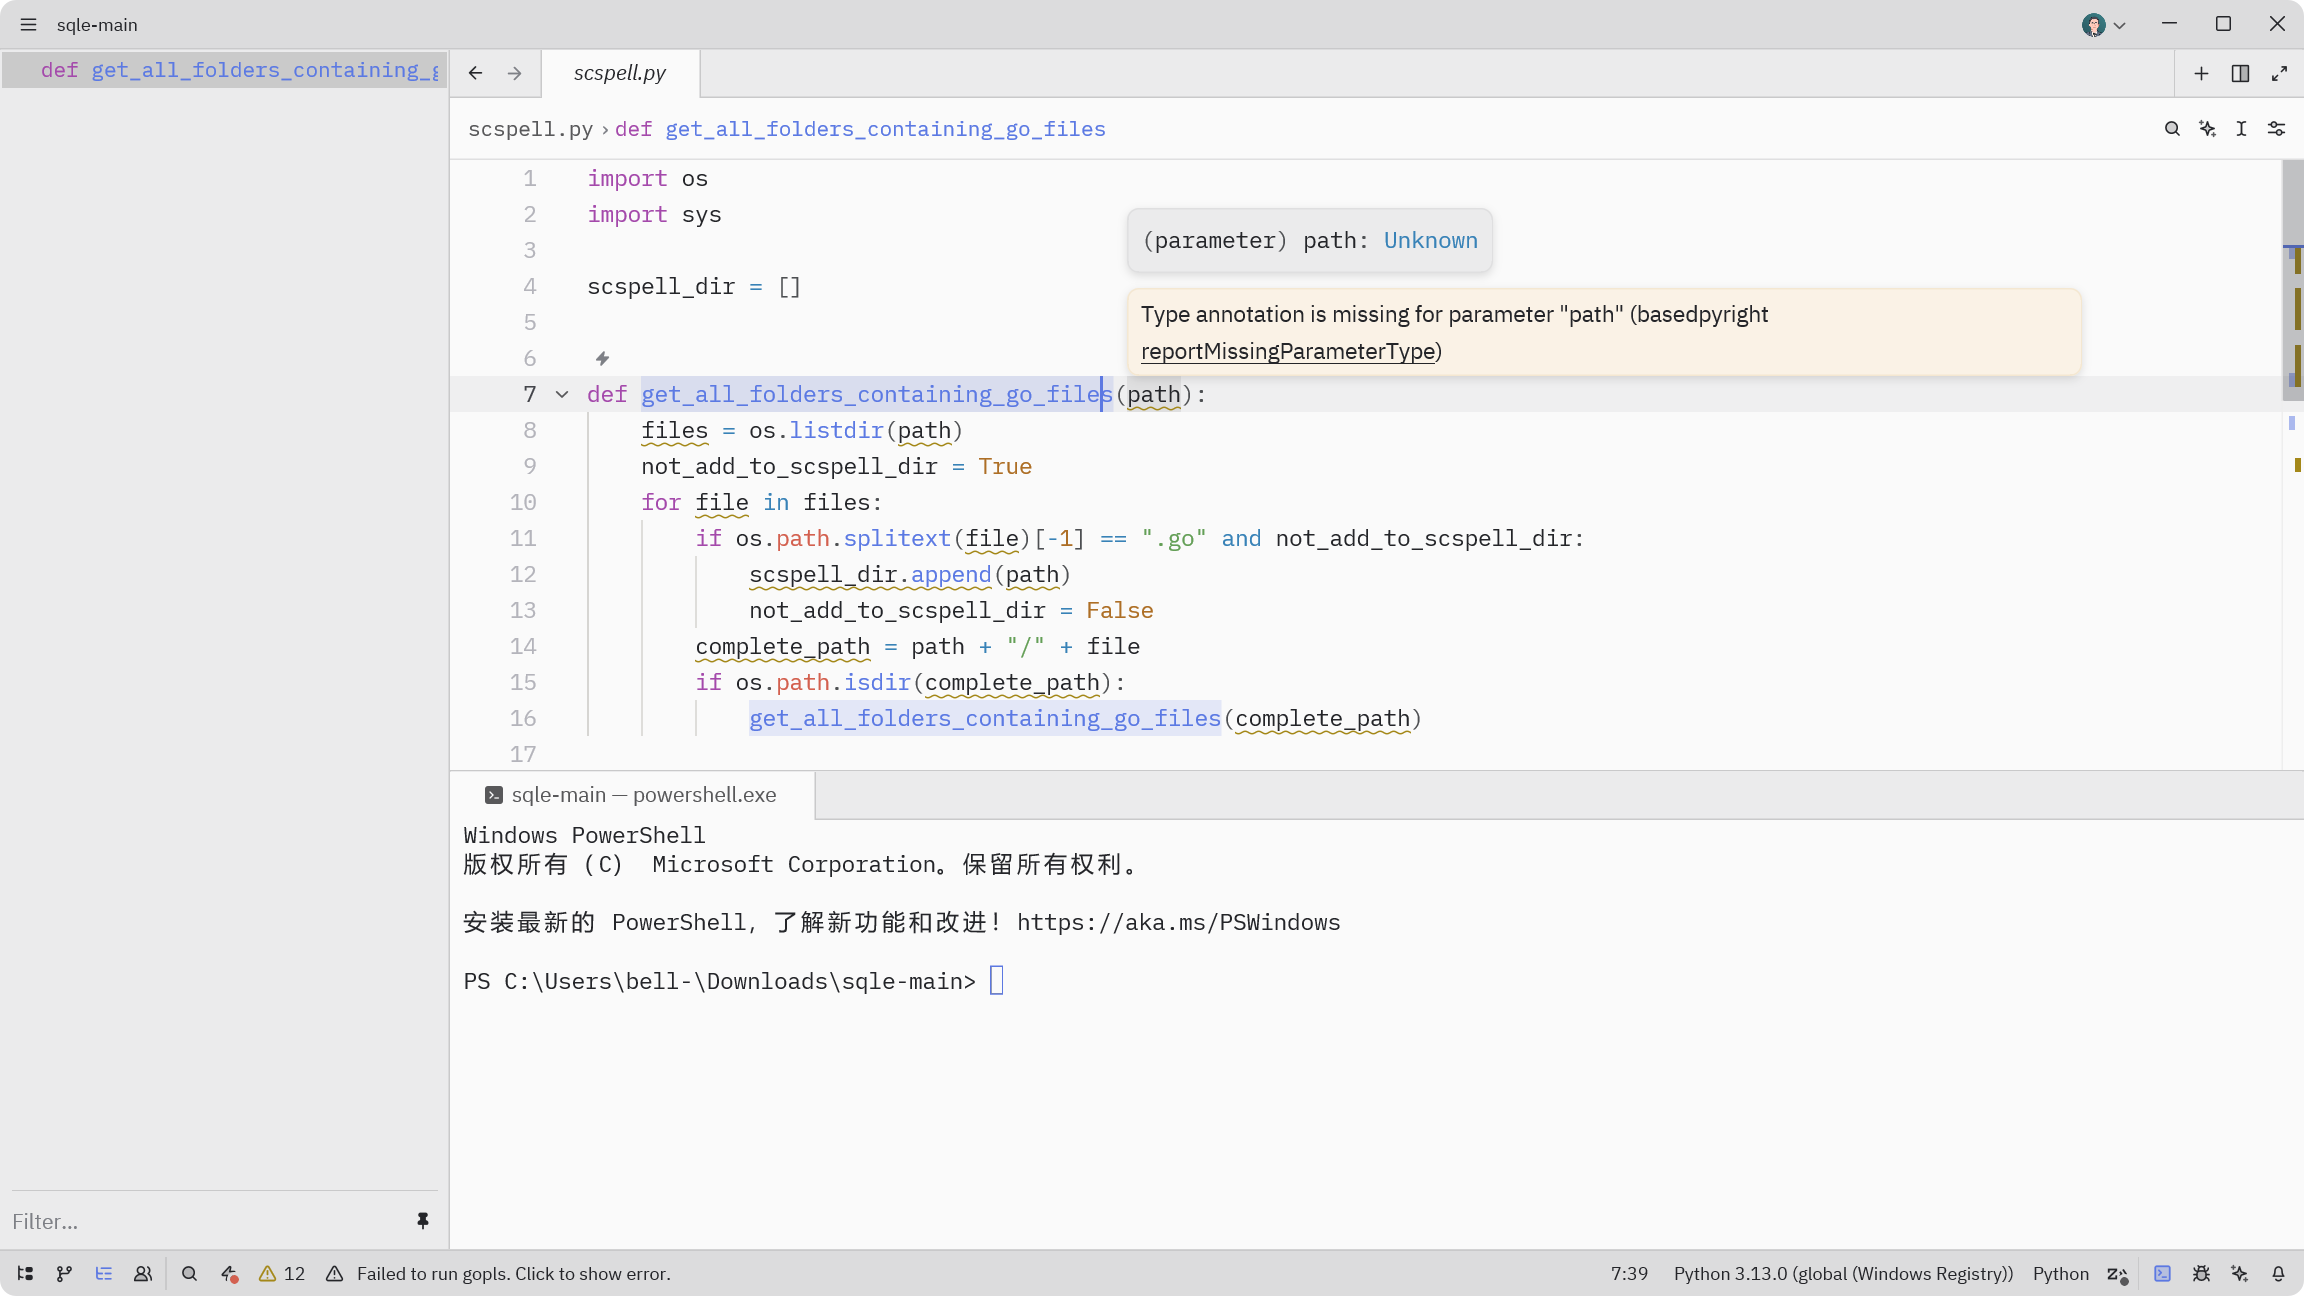 sqle-main
def get_all_folders_containing_g
scspell.py
scspell.py › def get_all_folders_containing_go_files
1 import os
2 import sys
3
4 scspell_dir = []
5
6
7 def get_all_folders_containing_go_files(path):
8 files = os.listdir(path)
9 not_add_to_scspell_dir = True
10 for file in files:
11 if os.path.splitext(file)[-1] == ".go" and not_add_to_scspell_dir:
12 scspell_dir.append(path)
13 not_add_to_scspell_dir = False
14 complete_path = path + "/" + file
15 if os.path.isdir(complete_path):
16 get_all_folders_containing_go_files(complete_path)
17
(parameter) path: Unknown
Type annotation is missing for parameter "path" (basedpyright
reportMissingParameterType)
sqle-main — powershell.exe
Windows PowerShell
版权所有 (C)  Microsoft Corporation。保留所有权利。
安装最新的 PowerShell，了解新功能和改进！https://aka.ms/PSWindows
PS C:\Users\bell-\Downloads\sqle-main>
Filter...
12 Failed to run gopls. Click to show error. 7:39 Python 3.13.0 (global (Windows Registry)) Python